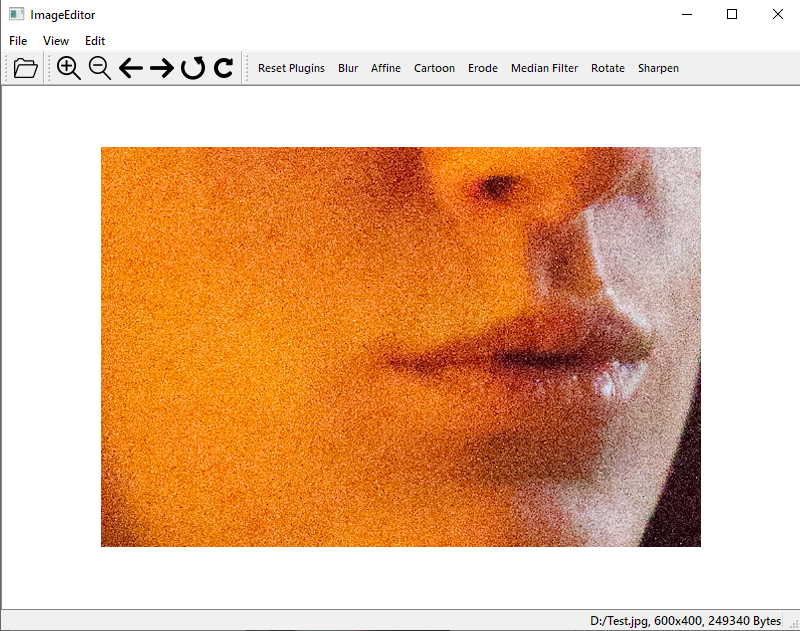 ImageEditor
File View Edit
Reset Plugins Blur Affine Cartoon Erode Median Filter Rotate Sharpen
D:/Test.jpg, 600x400, 249340 Bytes